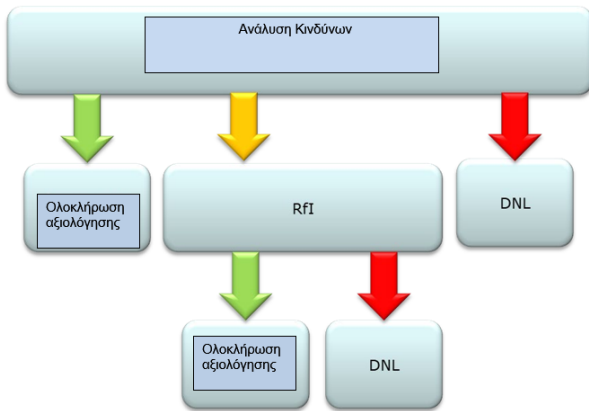 Ανάλυση Κινδύνων
Ολοκλήρωση
αξιολόγησης
RfI
DNL
Ολοκλήρωση
αξιολόγησης
DNL